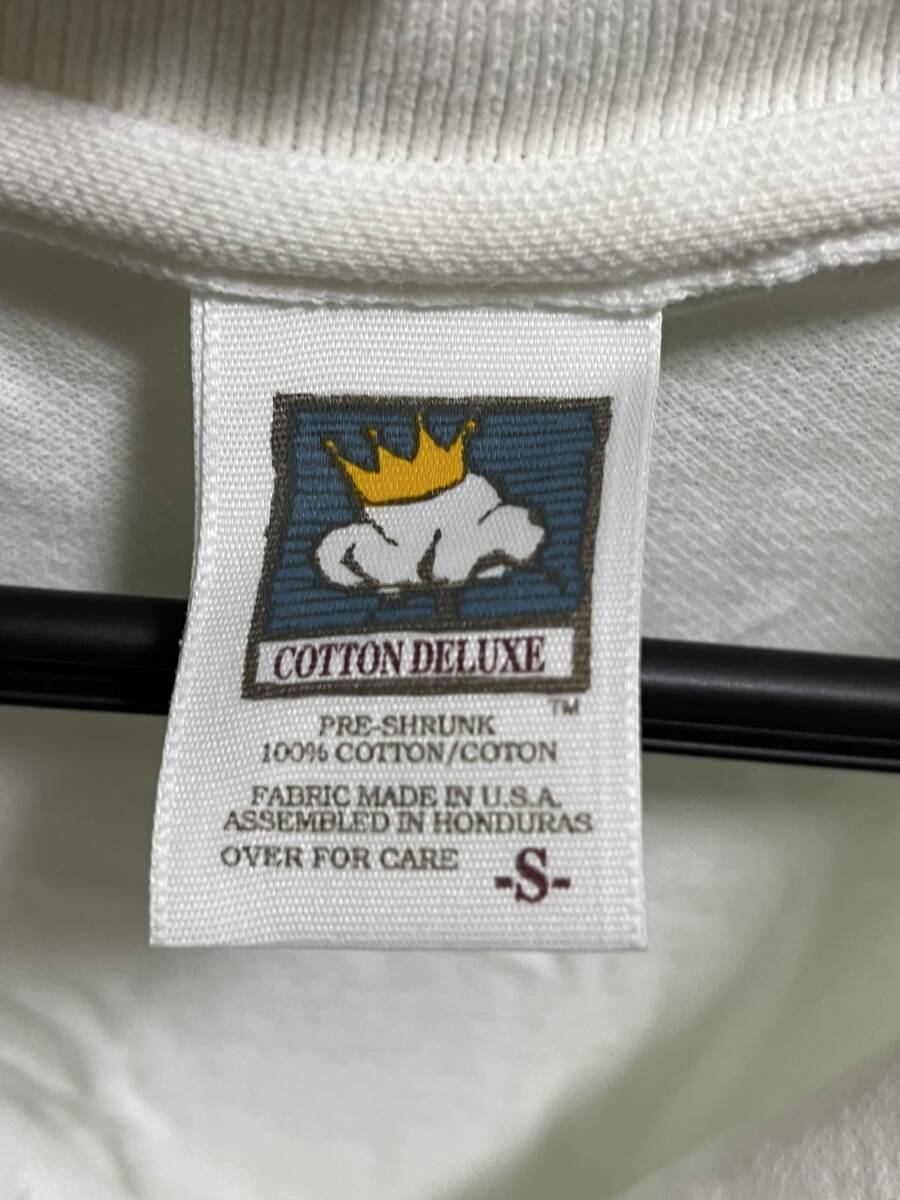 COTTON DELUXE
TM
PRE-SHRUNK
100% COTTON/COTON
FABRIC MADE IN U.S.A.
ASSEMBLED IN HONDURAS
OVER FOR CARE
-S-